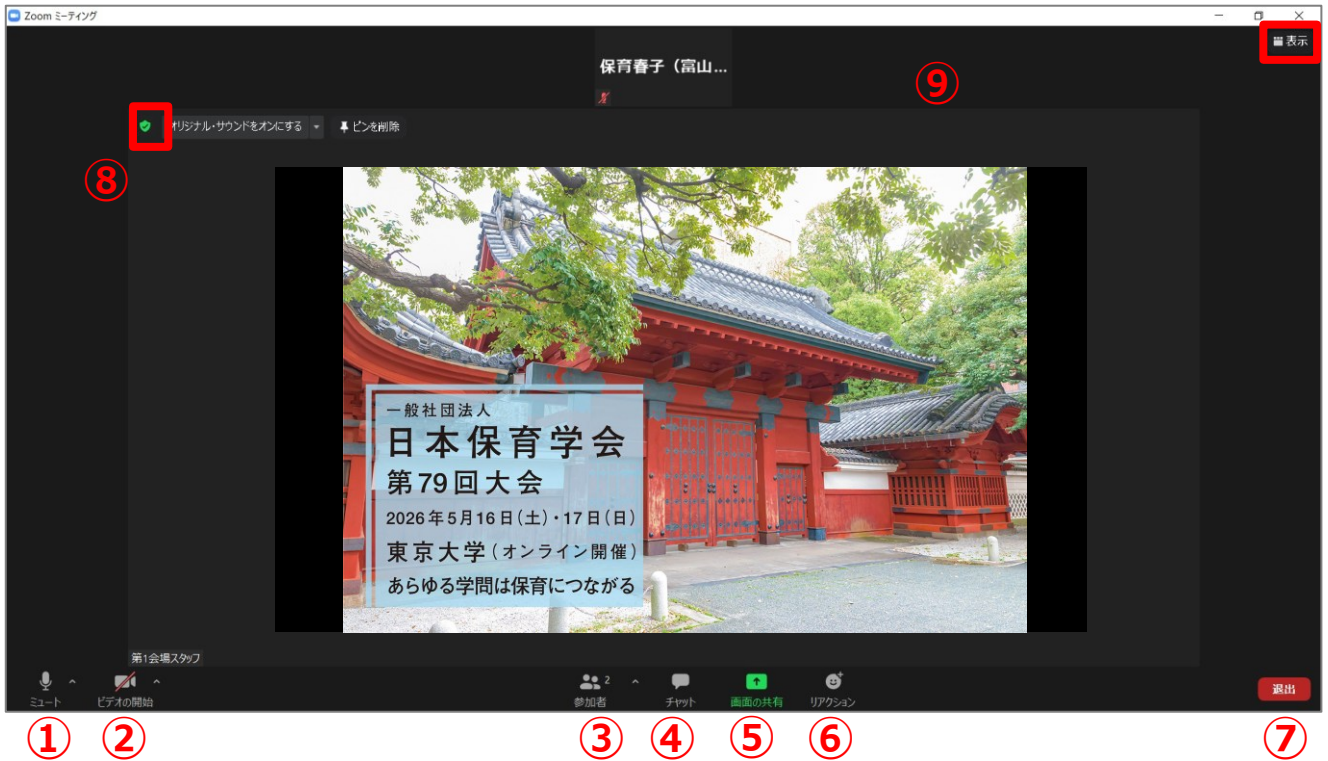 Zoom ミーティング
表示
保育春子（富山...
⑨
オリジナル・サウンドをオンにする
ピンを削除
⑧
一般社団法人
日本保育学会
第79回大会
2026年5月16日(土)・17日(日)
東京大学(オンライン開催)
あらゆる学問は保育につながる
第1会場スタッフ
ミュート
ビデオの開始
2
参加者
チャット
画面の共有
リアクション
退出
① ② ③ ④ ⑤ ⑥ ⑦